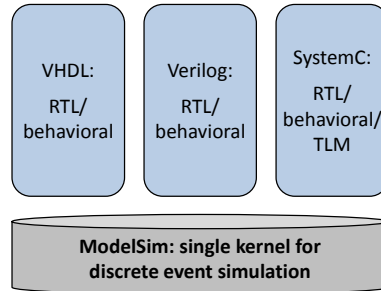 VHDL:
RTL/
behavioral
Verilog:
RTL/
behavioral
SystemC:
RTL/
behavioral/
TLM
ModelSim: single kernel for
discrete event simulation